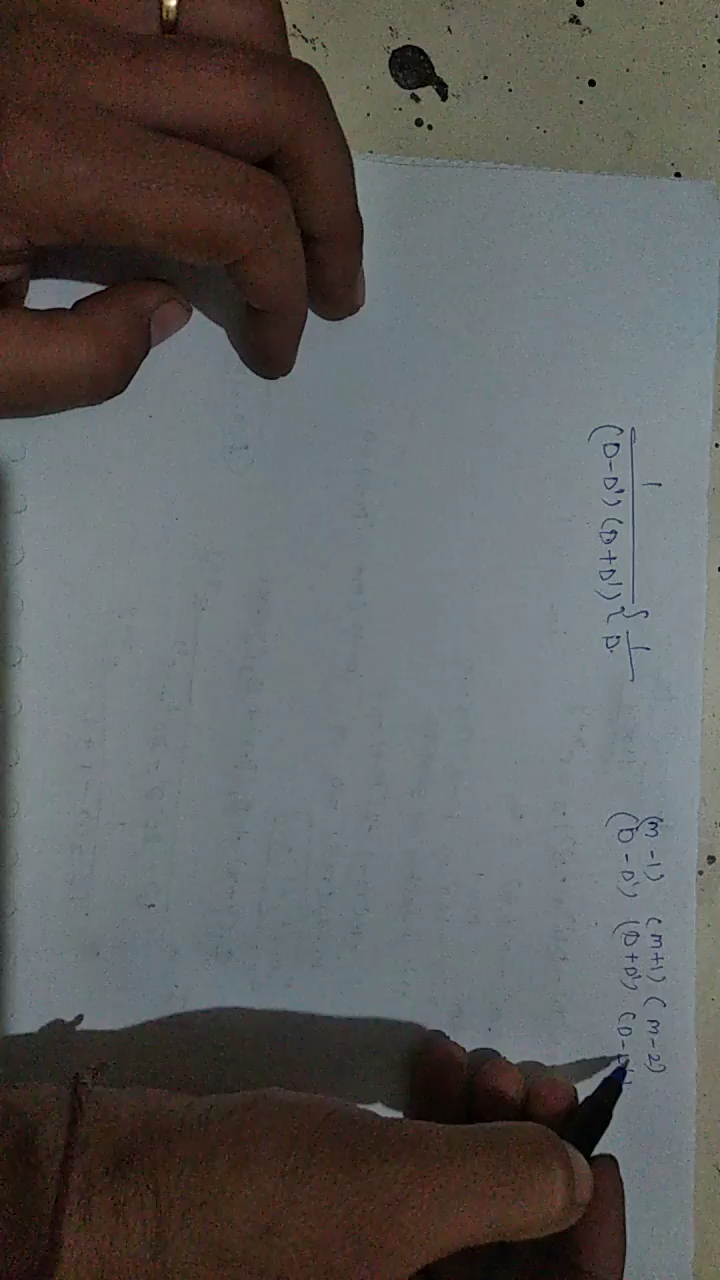 (m-1) (m+1) (m-2)
(D-D') (D+D') (D-D')
1
(D-D') (D+D') { 1
D